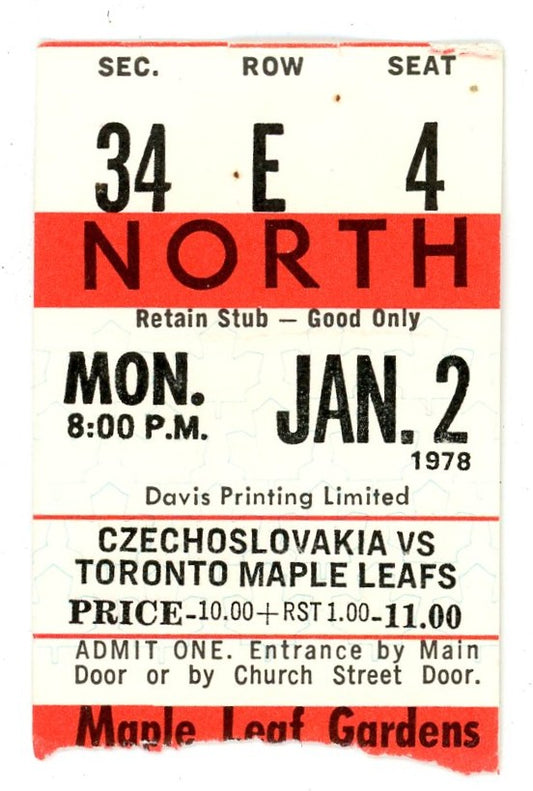 SEC. ROW SEAT
34 E 4
NORTH
Retain Stub — Good Only
MON. JAN. 2
8:00 P.M.
1978
Davis Printing Limited
CZECHOSLOVAKIA VS
TORONTO MAPLE LEAFS
PRICE-10.00+RST 1.00-11.00
ADMIT ONE. Entrance by Main
Door or by Church Street Door.
Maple Leaf Gardens